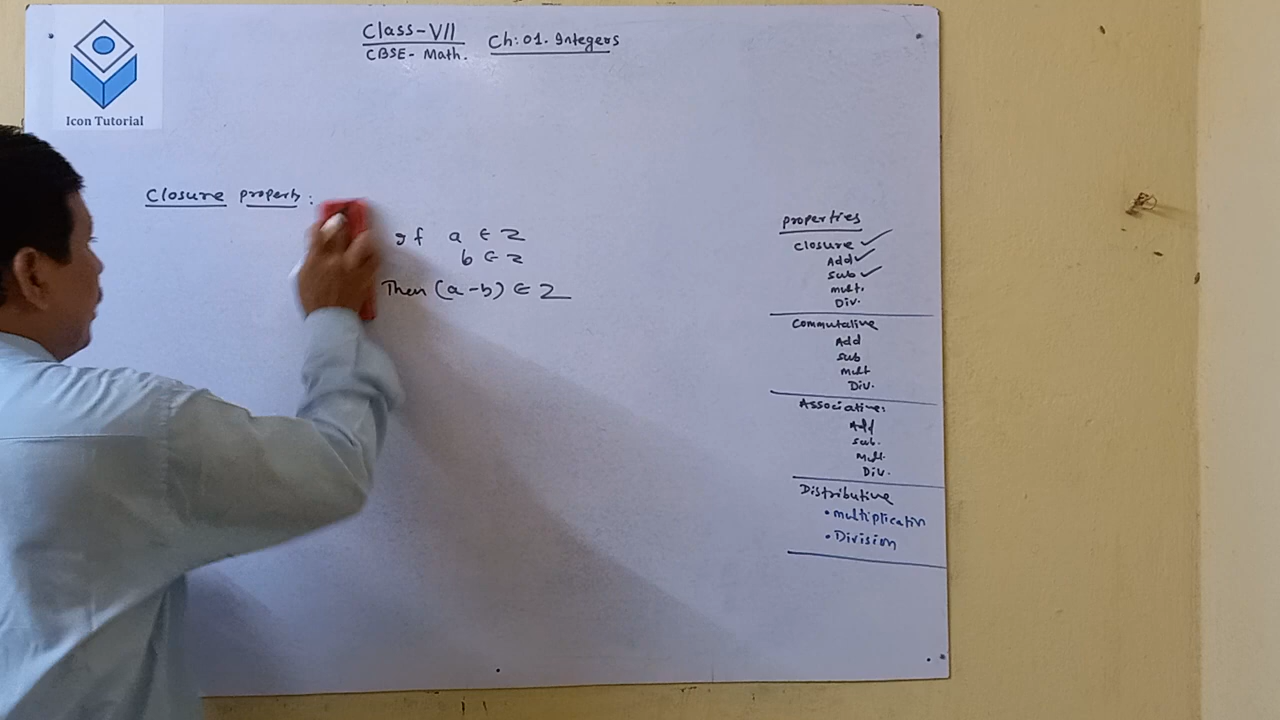 Class-VII
CBSE- Math.
Ch: 01. Integers
Icon Tutorial
Closure property:
If a ∈ Z
b ∈ Z
Then (a-b) ∈ Z
properties
closure ✓
Add ✓
sub ✓
mult.
Div.
Commutative
Add
sub
mult
Div.
Associative:
Add
sub.
Mult.
Div.
Distributive
• multiplication
• Division